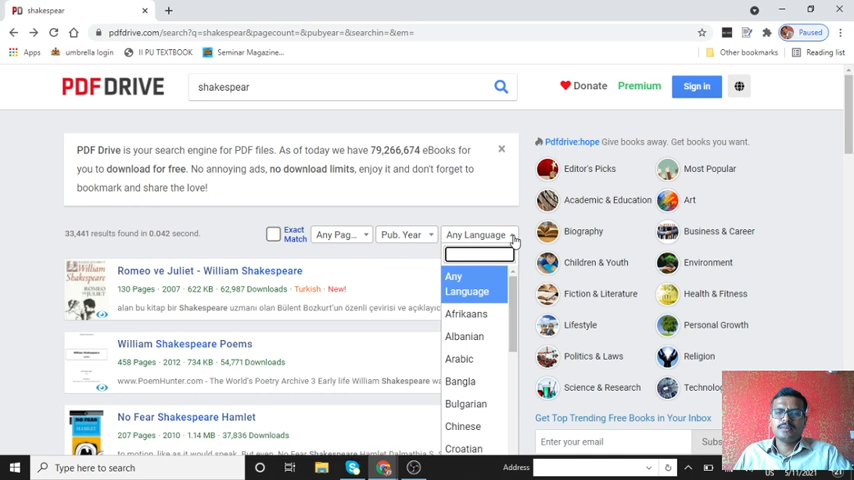 shakespear
pdfdrive.com/search?q=shakespear&pagecount=&pubyear=&searchin=&em=
Paused
Apps
umbrella login
II PU TEXTBOOK
Seminar Magazine...
Other bookmarks
Reading list
PDF DRIVE
shakespear
Donate
Premium
Sign in
PDF Drive is your search engine for PDF files. As of today we have 79,266,674 eBooks for
you to download for free. No annoying ads, no download limits, enjoy it and don't forget to
bookmark and share the love!
Pdfdrive:hope Give books away. Get books you want.
Editor's Picks
Most Popular
Academic & Education
Art
Biography
Business & Career
Children & Youth
Environment
Fiction & Literature
Health & Fitness
Lifestyle
Personal Growth
Politics & Laws
Religion
Science & Research
Technolo
Get Top Trending Free Books in Your Inbox
Enter your email
Subs
33,441 results found in 0.042 second.
Exact
Match
Any Pag...
Pub. Year
Any Language
Any
Language
Afrikaans
Albanian
Arabic
Bangla
Bulgarian
Chinese
Croatian
William
Shakespeare
ROMEO
JULIET
Romeo ve Juliet - William Shakespeare
130 Pages · 2007 · 622 KB · 62,987 Downloads · Turkish · New!
alan bu kitap bir Shakespeare uzmanı olan Bülent Bozkurt'un özenli çevirisi ve açıklayıc
William Shakespeare Poems
458 Pages · 2012 · 734 KB · 54,771 Downloads
www.PoemHunter.com - The World's Poetry Archive 3 Early life William Shakespeare w
No Fear Shakespeare Hamlet
207 Pages · 2010 · 1.14 MB · 37,836 Downloads
Type here to search
Address
US
5/11/2021